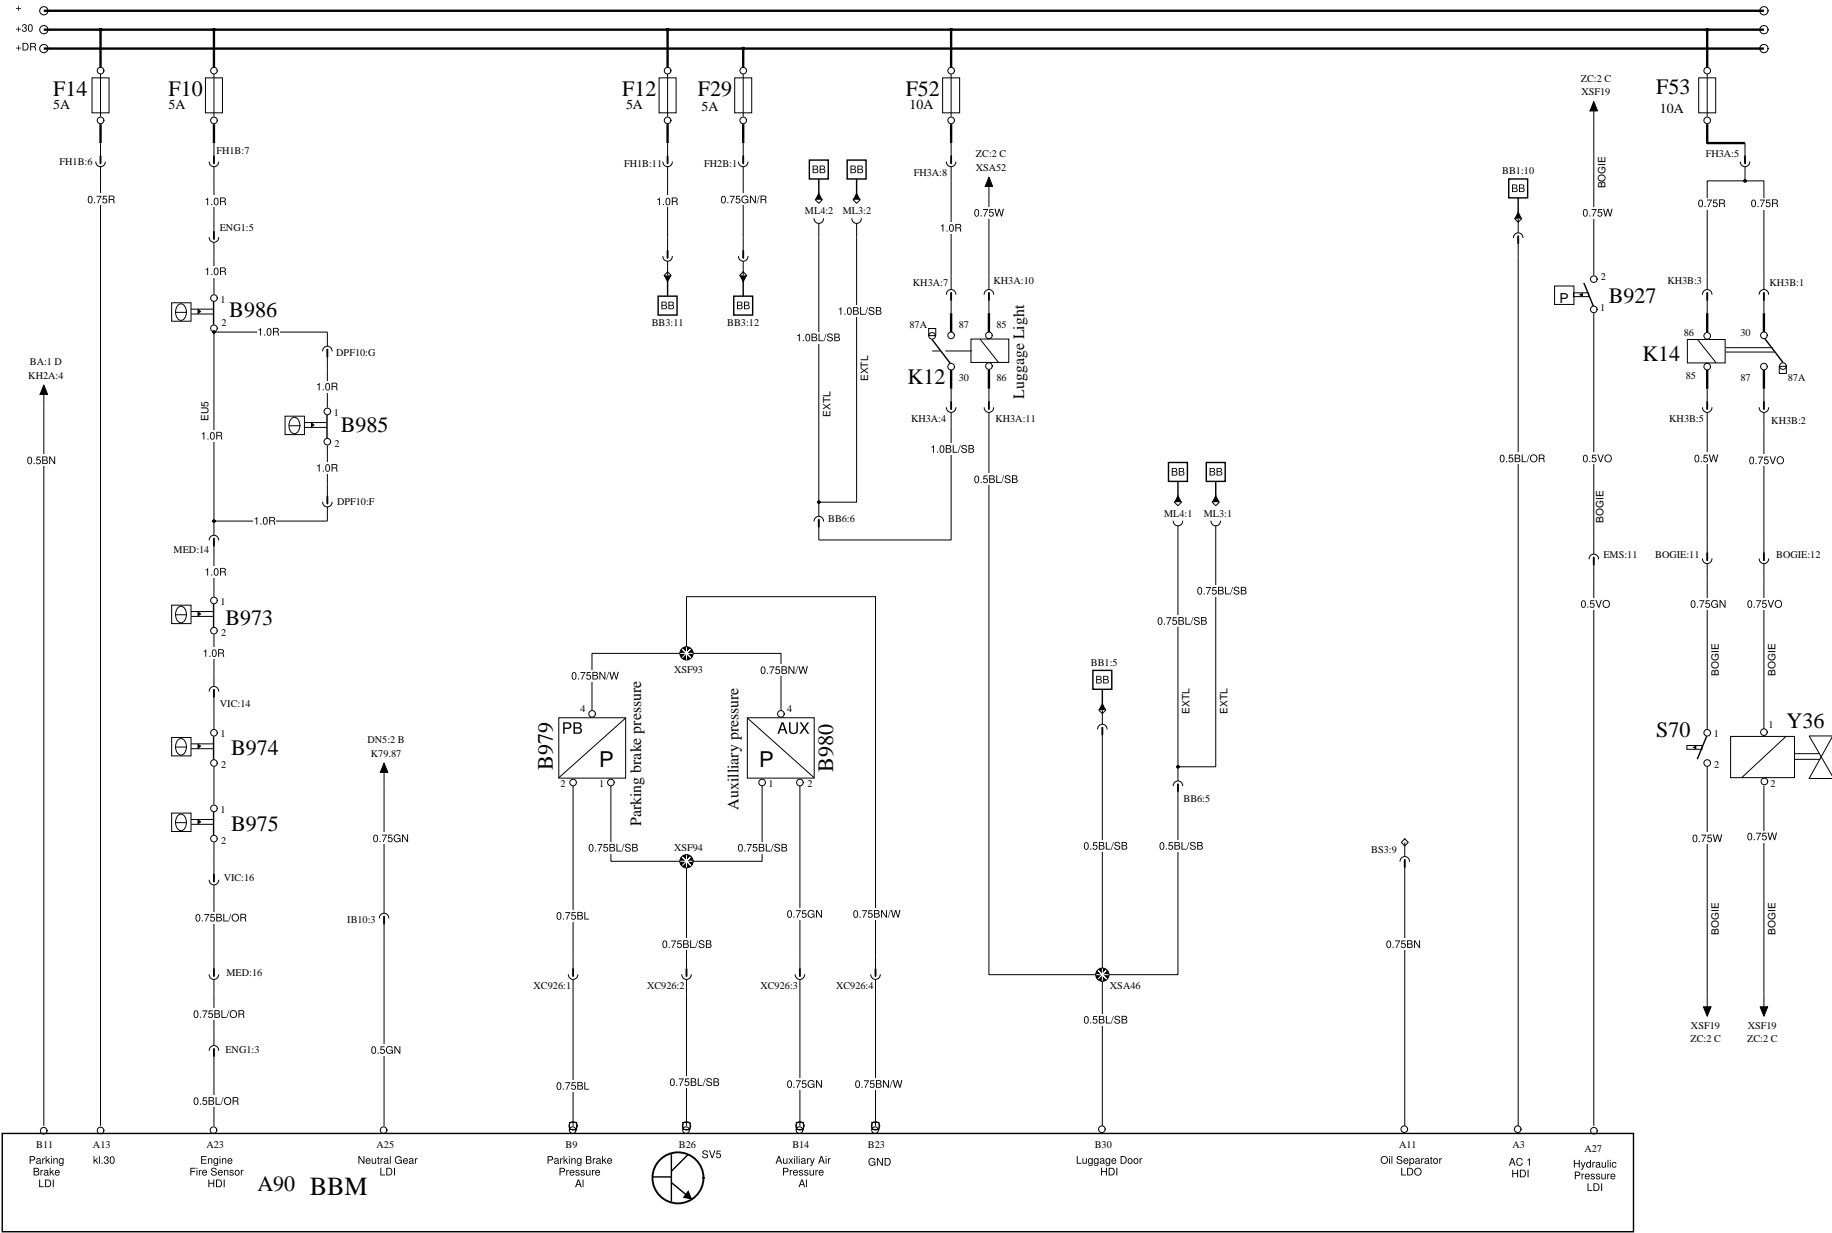 +
+30
+DR
F14
5A
F10
5A
F12
5A
F29
5A
F52
10A
ZC:2 C
XSF19
F53
10A
FH1B:6
FH1B:7
FH1B:11
FH2B:1
BB
BB
FH3A:8
ZC:2 C
XSA52
BB1:10
BB
BOGIE
FH3A:5
0.75R
1.0R
1.0R
0.75GN/R
ML4:2
ML3:2
0.75W
1.0R
0.75W
0.75R
0.75R
ENG1:5
1.0R
KH3A:7
KH3A:10
2
B927
P
1
KH3B:3
KH3B:1
1
B986
2
BB
BB
BB3:11
BB3:12
1.0BL/SB
1.0BL/SB
87A
87
85
Luggage Light
86
30
K14
1.0R
DPF10:G
BA:1 D
KH2A:4
EXTL
EXTL
K12
30
86
85
87
87A
1.0R
EU5
1
B985
2
1.0R
KH3A:4
KH3A:11
KH3B:5
KH3B:2
0.5BN
1.0R
1.0BL/SB
0.5BL/SB
0.5BL/OR
0.5VO
0.5W
0.75VO
BB
BB
DPF10:F
1.0R
BB6:6
ML4:1
ML3:1
BOGIE
MED:14
1.0R
EMS:11
BOGIE:11
BOGIE:12
0.75BL/SB
0.75BL/SB
0.5VO
0.75GN
0.75VO
1
B973
2
1.0R
XSF93
0.75BN/W
0.75BN/W
BB1:5
BB
BOGIE
BOGIE
EXTL
EXTL
VIC:14
4
PB
P
B979
2
1
Parking brake pressure
4
AUX
P
B980
1
2
Auxilliary pressure
1
B974
2
DN5:2 B
K79.87
S70
1
2
1
Y36
2
BB6:5
1
B975
2
0.75GN
0.75BL/SB
XSF94
0.75BL/SB
0.5BL/SB
0.5BL/SB
BS3:9
0.75W
0.75W
VIC:16
0.75BL/OR
IB10:3
0.75BL
0.75BL/SB
0.75GN
0.75BN/W
0.75BN
BOGIE
BOGIE
MED:16
XC926:1
XC926:2
XC926:3
XC926:4
XSA46
0.75BL/OR
0.5BL/SB
XSF19
ZC:2 C
XSF19
ZC:2 C
ENG1:3
0.5GN
0.75BL
0.75BL/SB
0.75GN
0.75BN/W
0.5BL/OR
B11
Parking
Brake
LDI
A13
kl.30
A23
Engine
Fire Sensor
HDI
A25
Neutral Gear
LDI
B9
Parking Brake
Pressure
AI
B26
SV5
B14
Auxiliary Air
Pressure
AI
B23
GND
B30
Luggage Door
HDI
A11
Oil Separator
LDO
A3
AC 1
HDI
A27
Hydraulic
Pressure
LDI
A90 BBM